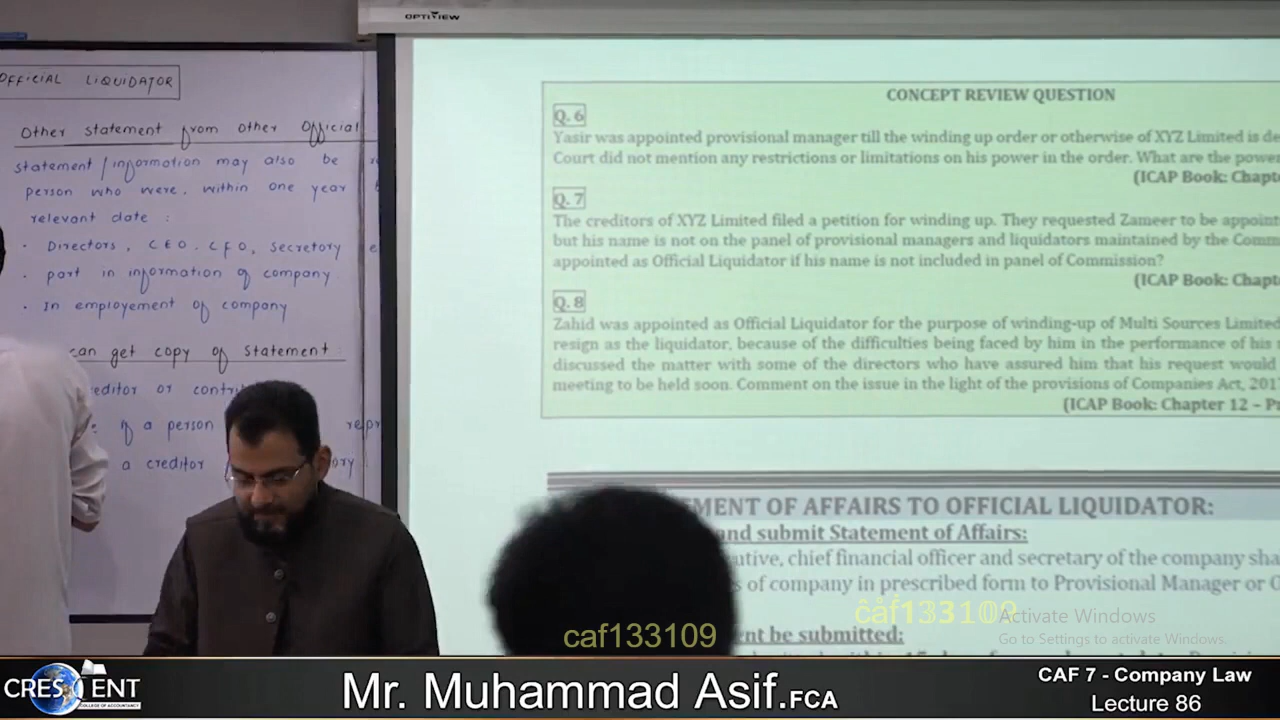 OPTIVIEW
OFFICIAL LIQUIDATOR
Other statement from other Official
statement / information may also be
person who were, within one year
relevant date :
· Directors, CEO, CFO, secretary
· part in information of company
· In employement of company
can get copy of statement
creditor or
if a person
a creditor
CONCEPT REVIEW QUESTION
Q. 6
Yasir was appointed provisional manager till the winding up order or otherwise of XYZ Limited is
Court did not mention any restrictions or limitations on his power in the order. What are the
(ICAP Book:
Q. 7
The creditors of XYZ Limited filed a petition for winding up. They requested Zameer to be
but his name is not on the panel of provisional managers and liquidators maintained by the
appointed as Official Liquidator if his name is not included in panel of Commission?
(ICAP Book:
Q. 8
Zahid was appointed as Official Liquidator for the purpose of winding-up of Multi Sources Limited
resign as the liquidator, because of the difficulties being faced by him in the performance of his
discussed the matter with some of the directors who have assured him that his request would
meeting to be held soon. Comment on the issue in the light of the provisions of Companies Act, 201
(ICAP Book: Chapter 12 –
MENT OF AFFAIRS TO OFFICIAL LIQUIDATOR:
and submit Statement of Affairs:
utive, chief financial officer and secretary of the company
s of company in prescribed form to Provisional Manager or
caf133109
Activate Windows
Go to Settings to activate Windows.
caf133109
ent be submitted:
CRESCENT
COLLEGE OF ACCOUNTANCY
Mr. Muhammad Asif.FCA
CAF 7 - Company Law
Lecture 86